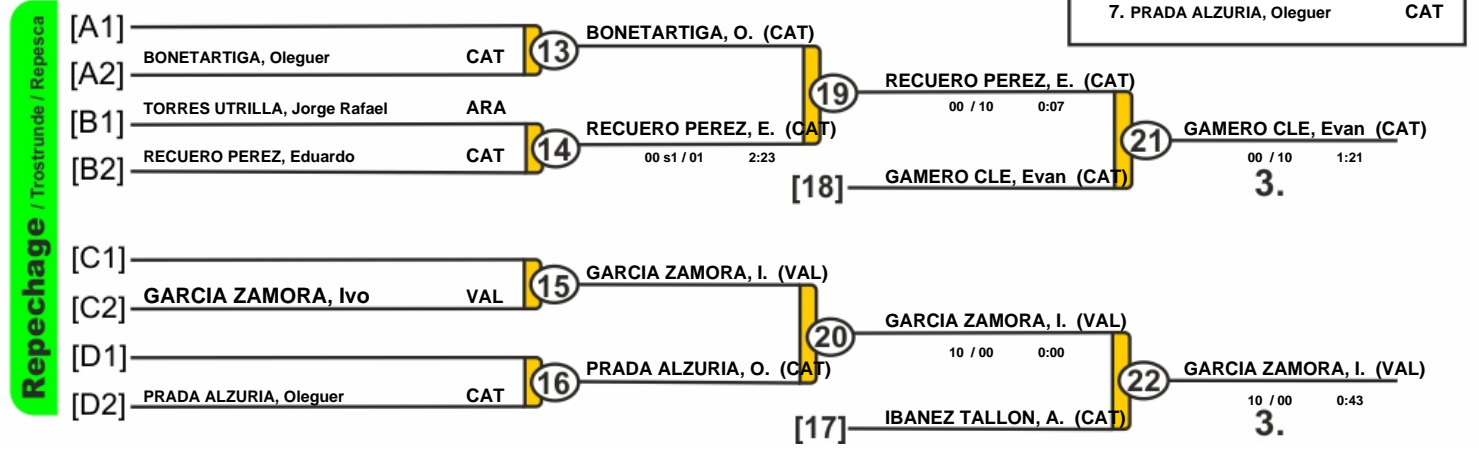 Repechage / Trostrunde / Repesca
7. PRADA ALZURIA, Oleguer CAT
[A1]
BONETARTIGA, Oleguer CAT
[A2]
13
BONETARTIGA, O. (CAT)
TORRES UTRILLA, Jorge Rafael ARA
[B1]
RECUERO PEREZ, Eduardo CAT
[B2]
14
RECUERO PEREZ, E. (CAT)
00 s1 / 01 2:23
19
RECUERO PEREZ, E. (CAT)
00 / 10 0:07
[18]
GAMERO CLE, Evan (CAT)
21
GAMERO CLE, Evan (CAT)
00 / 10 1:21
3.
[C1]
GARCIA ZAMORA, Ivo VAL
[C2]
15
GARCIA ZAMORA, I. (VAL)
[D1]
PRADA ALZURIA, Oleguer CAT
[D2]
16
PRADA ALZURIA, O. (CAT)
20
GARCIA ZAMORA, I. (VAL)
10 / 00 0:00
[17]
IBANEZ TALLON, A. (CAT)
22
GARCIA ZAMORA, I. (VAL)
10 / 00 0:43
3.